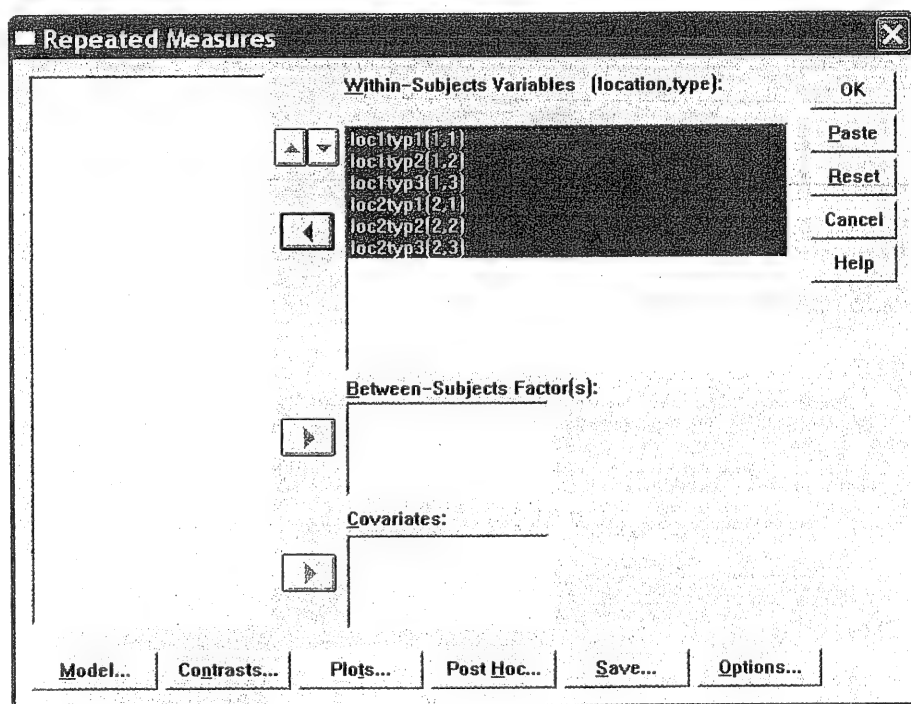 Repeated Measures
Within-Subjects Variables (location,type):
loc1typ1(1,1)
loc1typ2(1,2)
loc1typ3(1,3)
loc2typ1(2,1)
loc2typ2(2,2)
loc2typ3(2,3)
OK
Paste
Reset
Cancel
Help
Between-Subjects Factor(s):
Covariates:
Model...
Contrasts...
Plots...
Post Hoc...
Save...
Options...